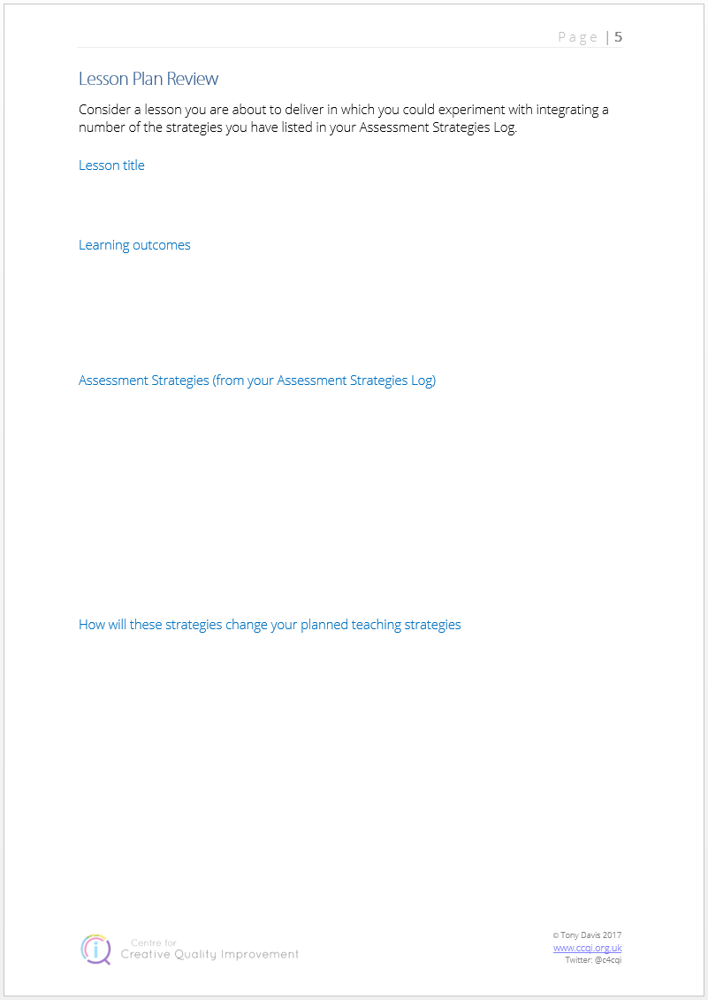 Page | 5
Lesson Plan Review
Consider a lesson you are about to deliver in which you could experiment with integrating a
number of the strategies you have listed in your Assessment Strategies Log.
Lesson title
Learning outcomes
Assessment Strategies (from your Assessment Strategies Log)
How will these strategies change your planned teaching strategies
Centre for
Creative Quality Improvement
© Tony Davis 2017
www.ccqi.org.uk
Twitter: @c4cqi